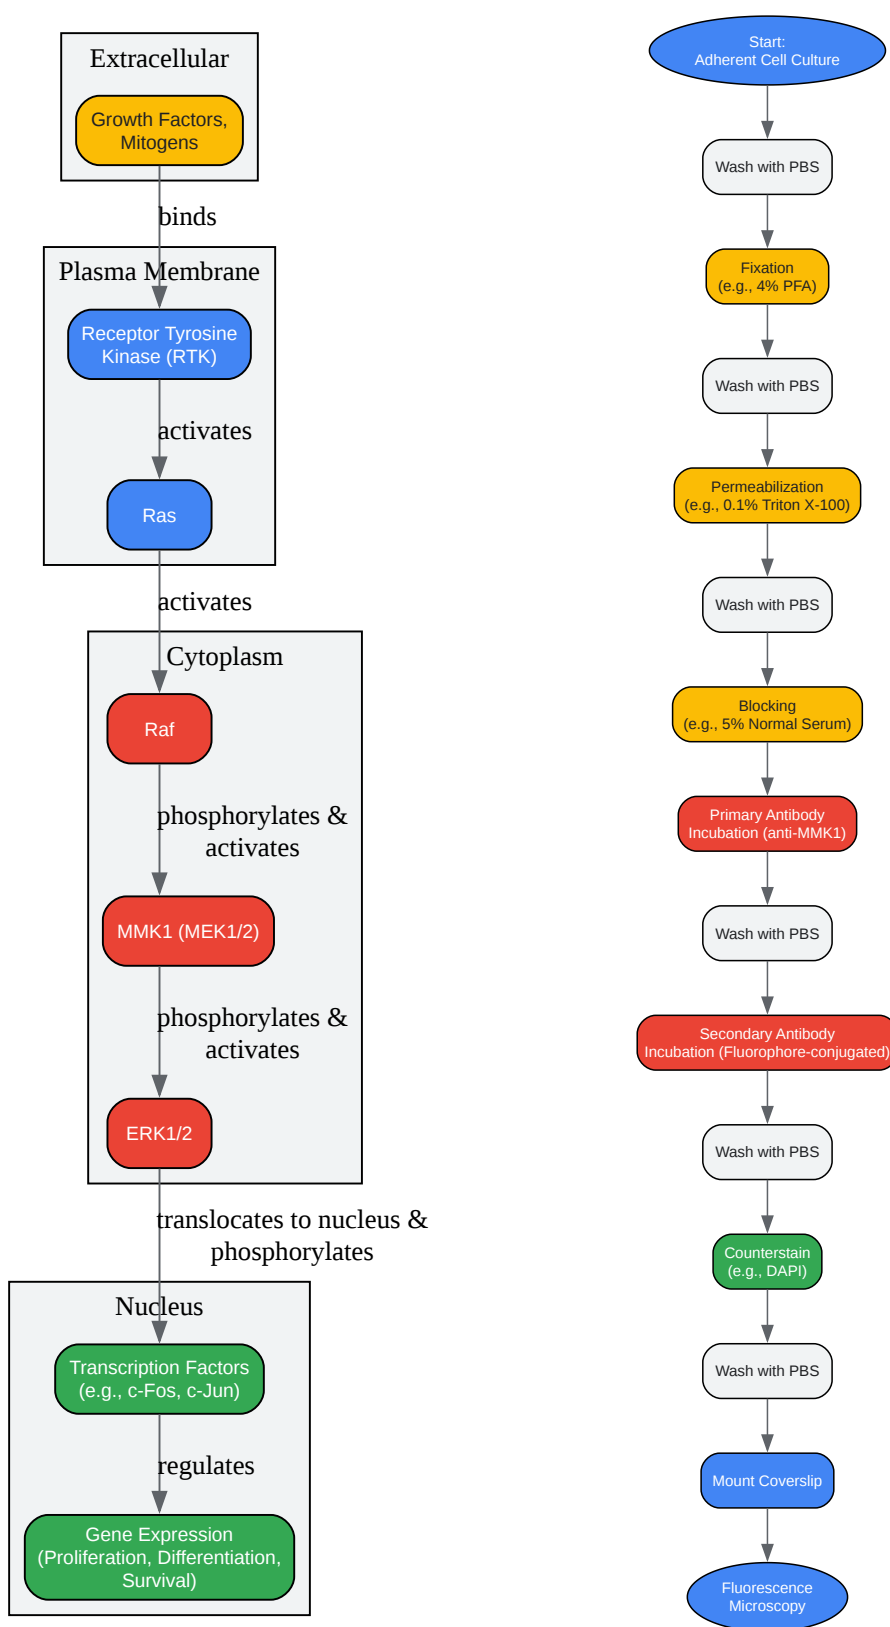 Extracellular
Growth Factors,
Mitogens
binds
Plasma Membrane
Receptor Tyrosine
Kinase (RTK)
activates
Ras
activates
Cytoplasm
Raf
phosphorylates &
activates
MMK1 (MEK1/2)
phosphorylates &
activates
ERK1/2
translocates to nucleus &
phosphorylates
Nucleus
Transcription Factors
(e.g., c-Fos, c-Jun)
regulates
Gene Expression
(Proliferation, Differentiation,
Survival)
Start:
Adherent Cell Culture
Wash with PBS
Fixation
(e.g., 4% PFA)
Wash with PBS
Permeabilization
(e.g., 0.1% Triton X-100)
Wash with PBS
Blocking
(e.g., 5% Normal Serum)
Primary Antibody
Incubation (anti-MMK1)
Wash with PBS
Secondary Antibody
Incubation (Fluorophore-conjugated)
Wash with PBS
Counterstain
(e.g., DAPI)
Wash with PBS
Mount Coverslip
Fluorescence
Microscopy